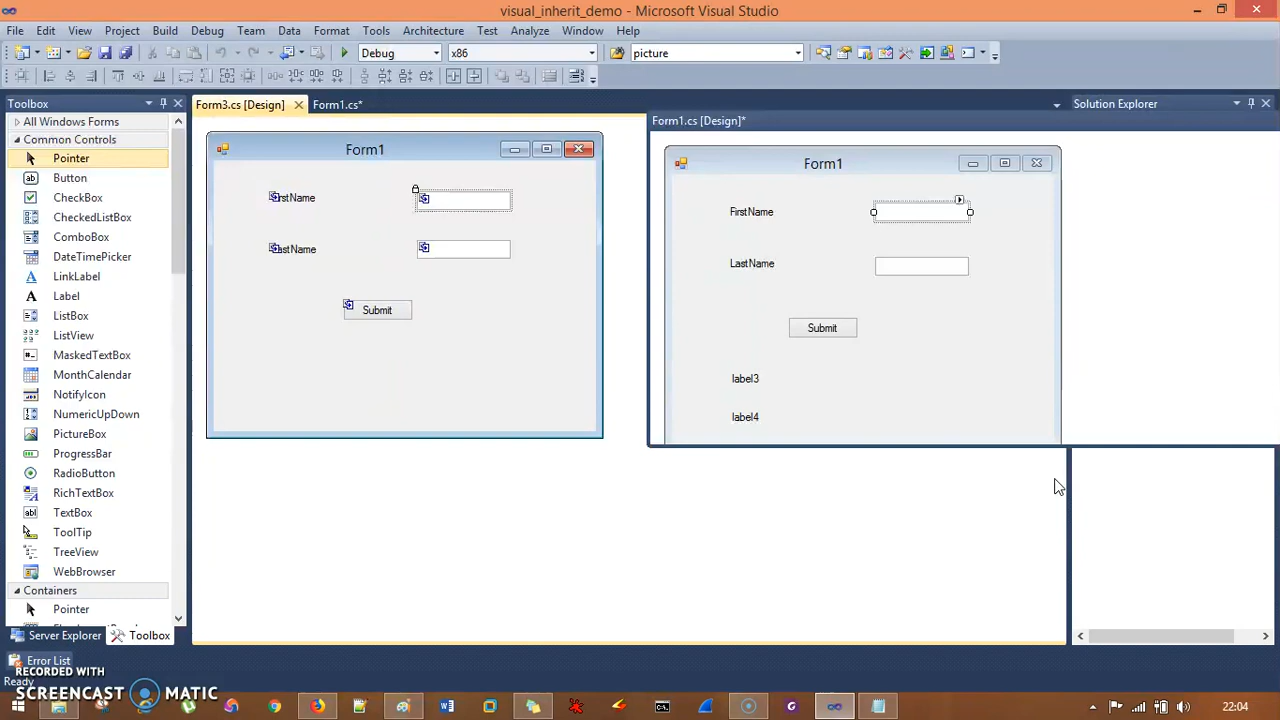 visual_inherit_demo - Microsoft Visual Studio
File Edit View Project Build Debug Team Data Format Tools Architecture Test Analyze Window Help
Debug x86 picture
Toolbox
Form3.cs [Design] Form1.cs*
Solution Explorer
All Windows Forms
Common Controls
Pointer
Button
CheckBox
CheckedListBox
ComboBox
DateTimePicker
LinkLabel
Label
ListBox
ListView
MaskedTextBox
MonthCalendar
NotifyIcon
NumericUpDown
PictureBox
ProgressBar
RadioButton
RichTextBox
TextBox
ToolTip
TreeView
WebBrowser
Containers
Pointer
Server Explorer Toolbox
Form1
LastName
Submit
Form1.cs [Design]*
Form1
FirstName
LastName
Submit
label3
label4
Error List
Ready
RECORDED WITH
SCREENCAST MATIC
22:04